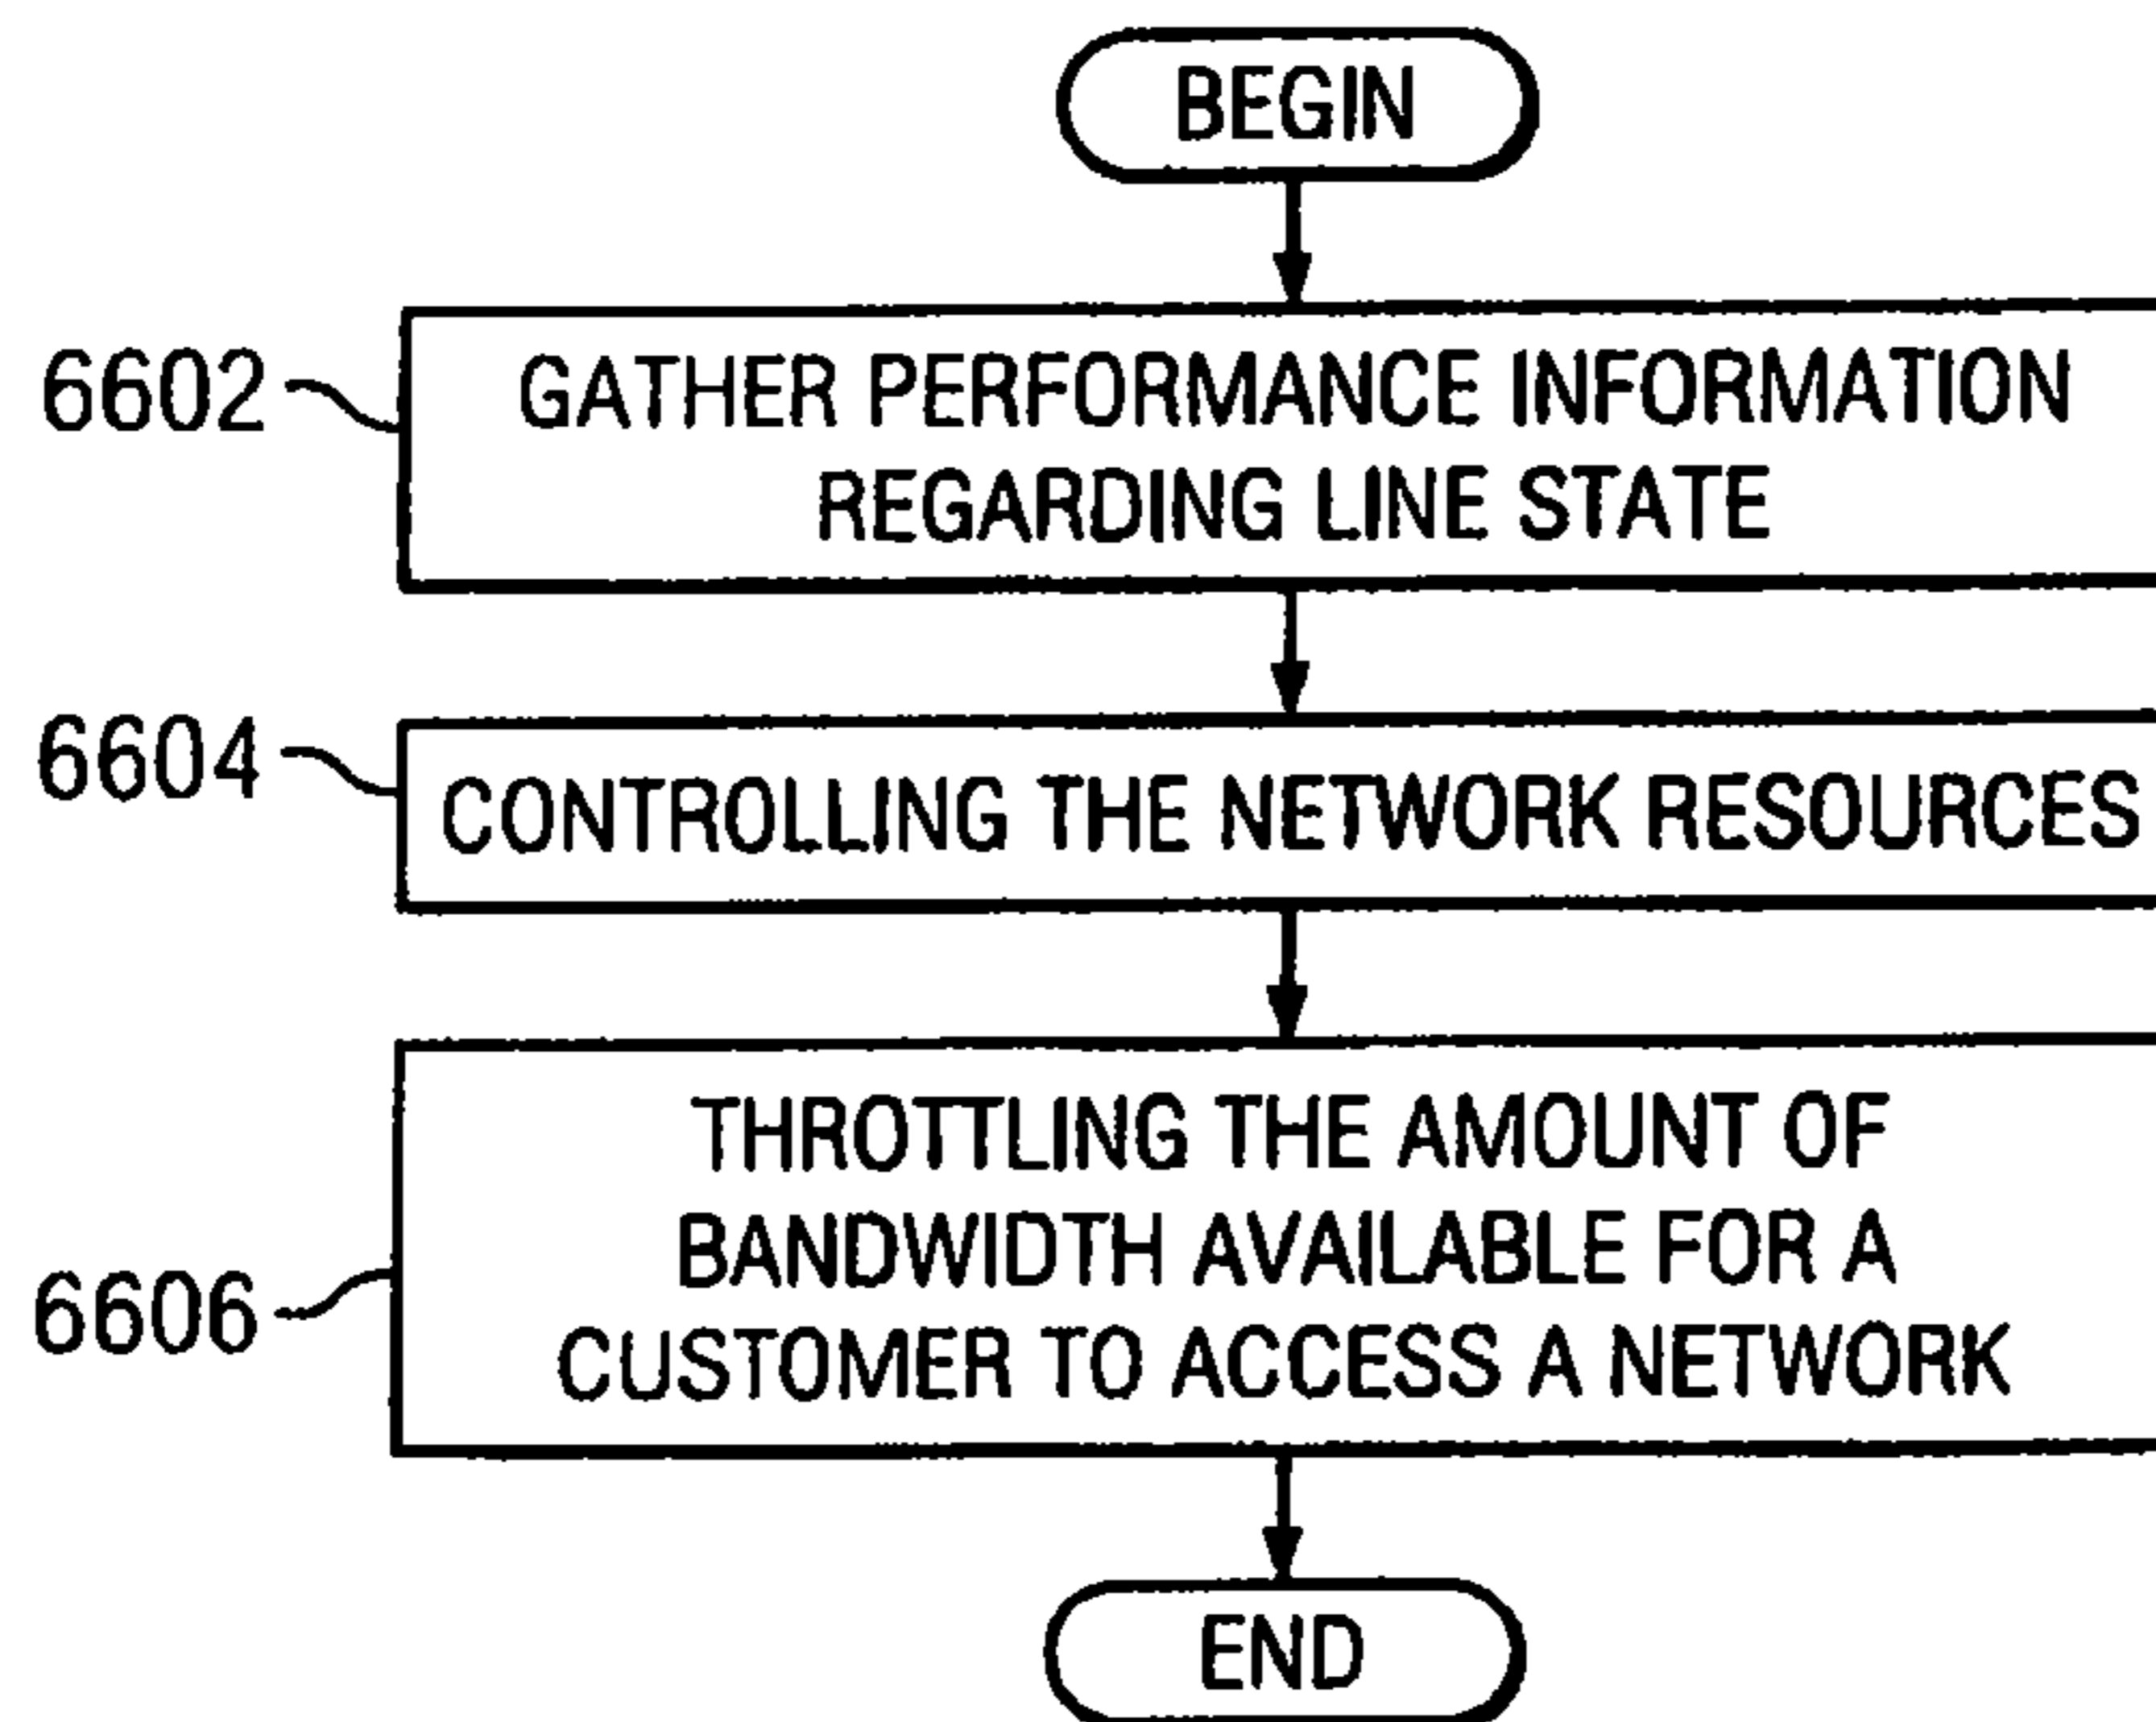 BEGIN
6602
GATHER PERFORMANCE INFORMATION
REGARDING LINE STATE
6604
CONTROLLING THE NETWORK RESOURCES
6606
THROTTLING THE AMOUNT OF
BANDWIDTH AVAILABLE FOR A
CUSTOMER TO ACCESS A NETWORK
END